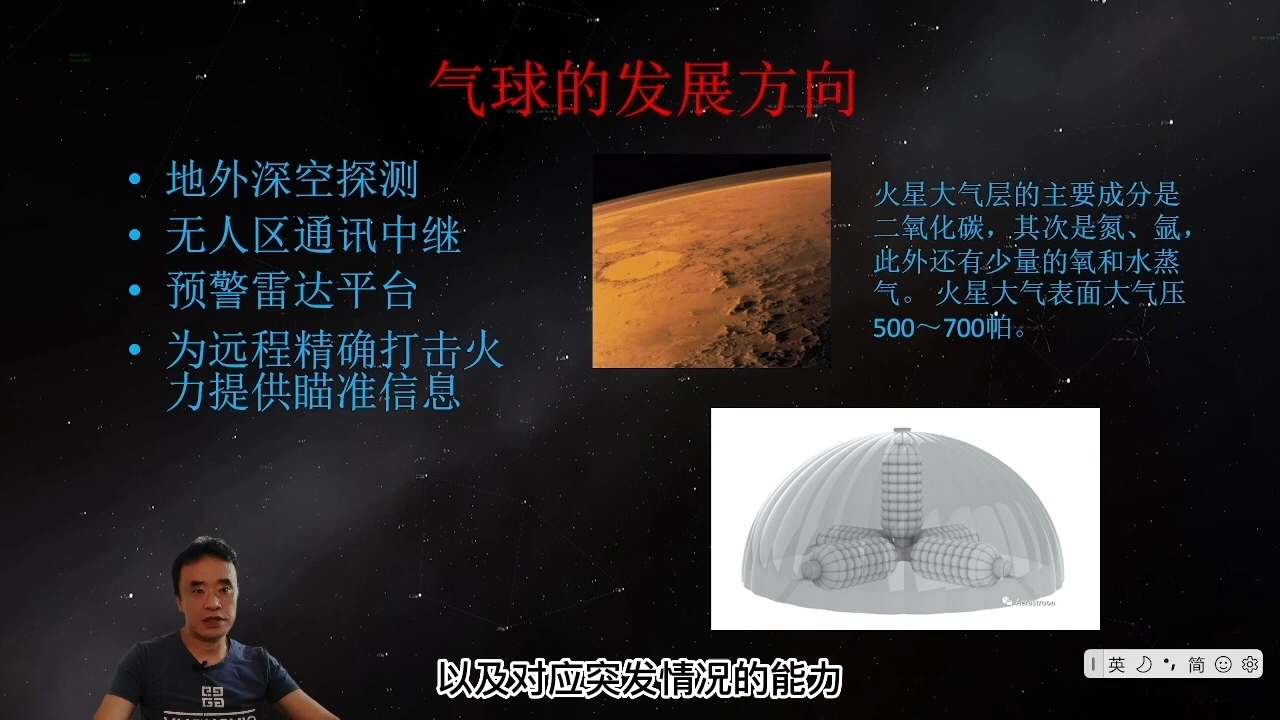 气球的发展方向
• 地外深空探测
• 无人区通讯中继
• 预警雷达平台
• 为远程精确打击火
力提供瞄准信息
火星大气层的主要成分是
二氧化碳，其次是氮、氩，
此外还有少量的氧和水蒸
气。 火星大气表面大气压
500～700帕。
Aerastroon
以及对应突发情况的能力
英 简